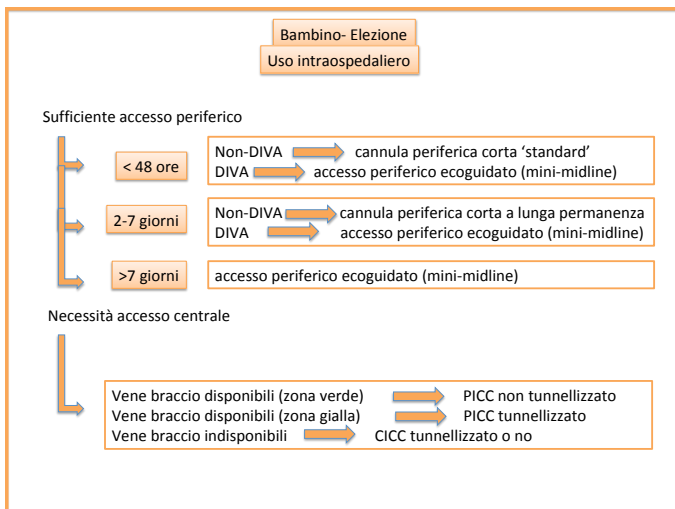 Bambino- Elezione
Uso intraospedaliero
Sufficiente accesso periferico
< 48 ore
Non-DIVA cannula periferica corta ‘standard’
DIVA accesso periferico ecoguidato (mini-midline)
2-7 giorni
Non-DIVA cannula periferica corta a lunga permanenza
DIVA accesso periferico ecoguidato (mini-midline)
>7 giorni
accesso periferico ecoguidato (mini-midline)
Necessità accesso centrale
Vene braccio disponibili (zona verde) PICC non tunnellizzato
Vene braccio disponibili (zona gialla) PICC tunnellizzato
Vene braccio indisponibili CICC tunnellizzato o no